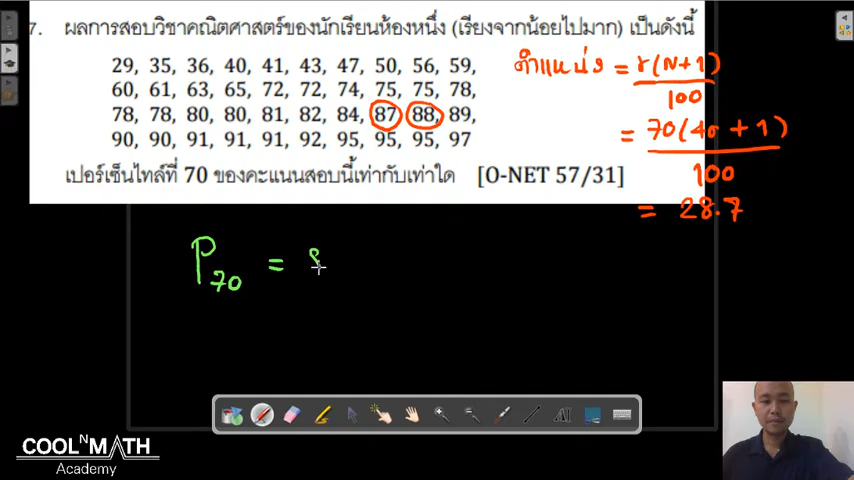 7. ผลการสอบวิชาคณิตศาสตร์ของนักเรียนห้องหนึ่ง (เรียงจากน้อยไปมาก) เป็นดังนี้
29, 35, 36, 40, 41, 43, 47, 50, 56, 59,
60, 61, 63, 65, 72, 72, 74, 75, 75, 78,
78, 78, 80, 80, 81, 82, 84, 87, 88, 89,
90, 90, 91, 91, 91, 92, 95, 95, 95, 97
เปอร์เซ็นไทล์ที่ 70 ของคะแนนสอบนี้เท่ากับเท่าใด [O-NET 57/31]
ตำแหน่ง = r(N+1)
100
= 70(40+1)
100
= 28.7
P70 = 8
AI
COOL N MATH
Academy